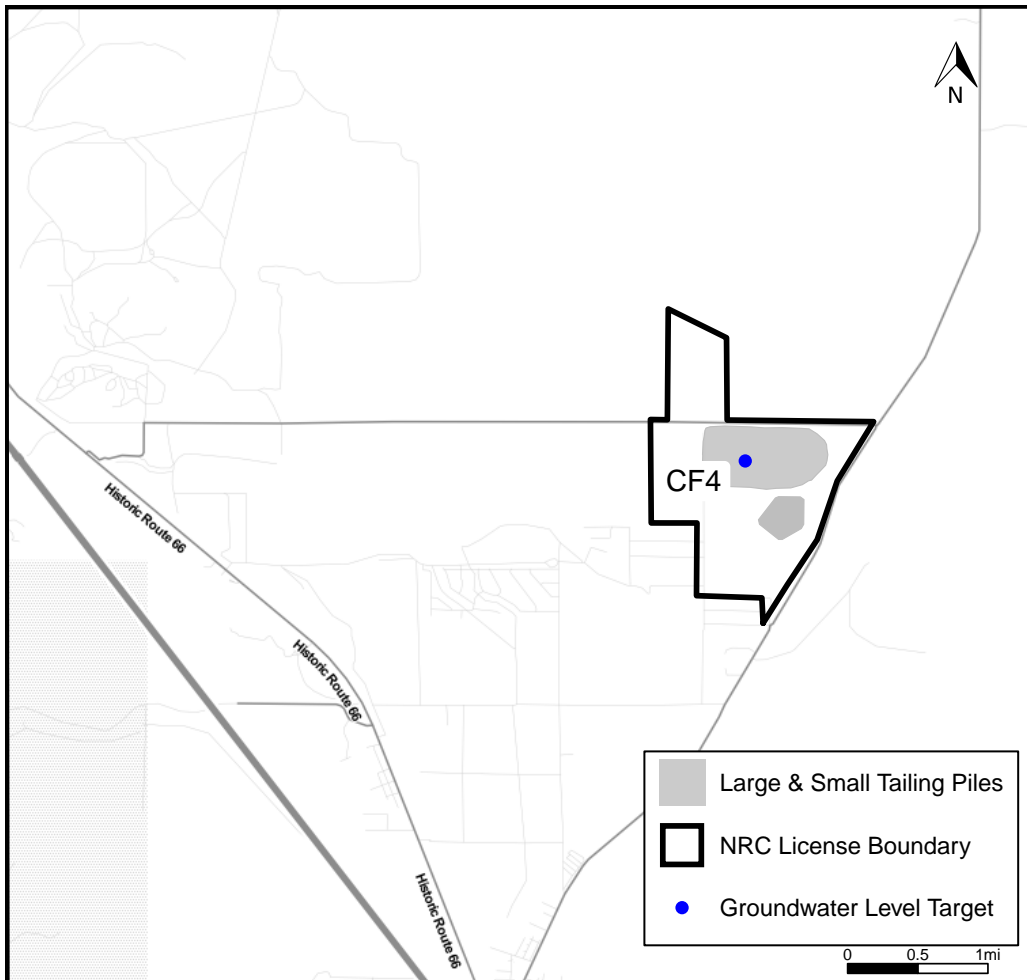 N
CF4
Historic Route 66
Historic Route 66
Historic Route 66
Large & Small Tailing Piles
NRC License Boundary
Groundwater Level Target
0 0.5 1mi